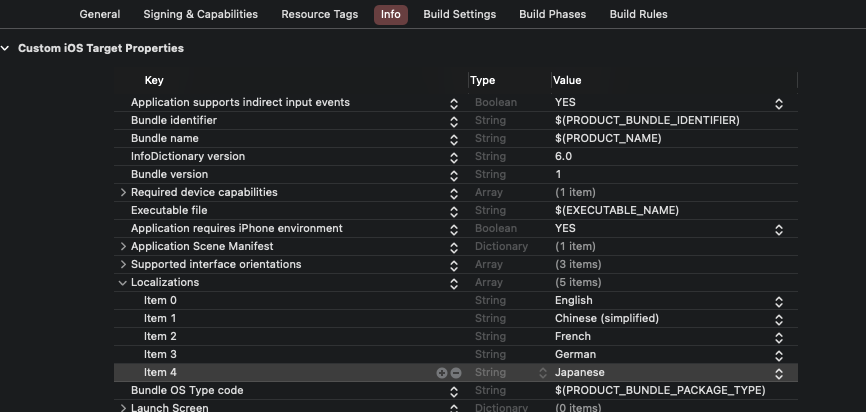 General Signing & Capabilities Resource Tags Info Build Settings Build Phases Build Rules
Custom iOS Target Properties
Key Type Value
Application supports indirect input events Boolean YES
Bundle identifier String $(PRODUCT_BUNDLE_IDENTIFIER)
Bundle name String $(PRODUCT_NAME)
InfoDictionary version String 6.0
Bundle version String 1
Required device capabilities Array (1 item)
Executable file String $(EXECUTABLE_NAME)
Application requires iPhone environment Boolean YES
Application Scene Manifest Dictionary (1 item)
Supported interface orientations Array (3 items)
Localizations Array (5 items)
Item 0 String English
Item 1 String Chinese (simplified)
Item 2 String French
Item 3 String German
Item 4 String Japanese
Bundle OS Type code String $(PRODUCT_BUNDLE_PACKAGE_TYPE)
Launch Screen Dictionary (0 items)